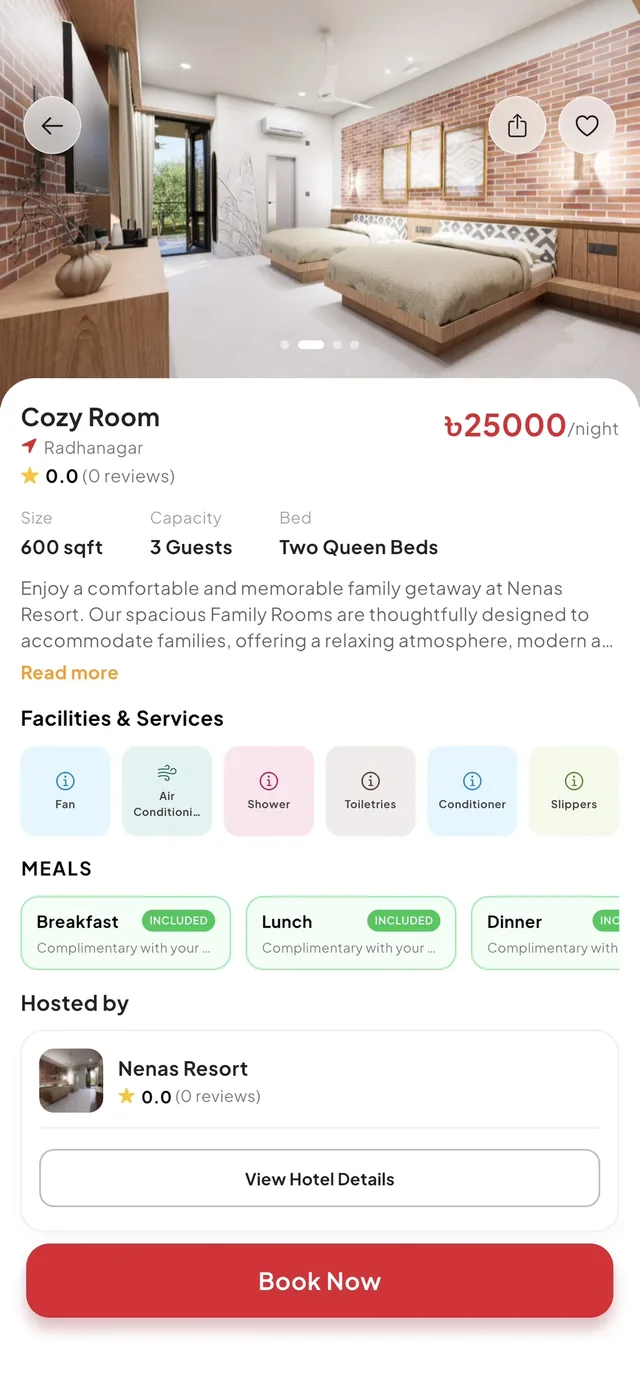 Cozy Room
৳25000/night
Radhanagar
0.0 (0 reviews)
Size
Capacity
Bed
600 sqft
3 Guests
Two Queen Beds
Enjoy a comfortable and memorable family getaway at Nenas
Resort. Our spacious Family Rooms are thoughtfully designed to
accommodate families, offering a relaxing atmosphere, modern a...
Read more
Facilities & Services
Fan
Air
Conditioni...
Shower
Toiletries
Conditioner
Slippers
MEALS
Breakfast INCLUDED
Complimentary with your ...
Lunch INCLUDED
Complimentary with your ...
Dinner INC
Complimentary with
Hosted by
Nenas Resort
0.0 (0 reviews)
View Hotel Details
Book Now